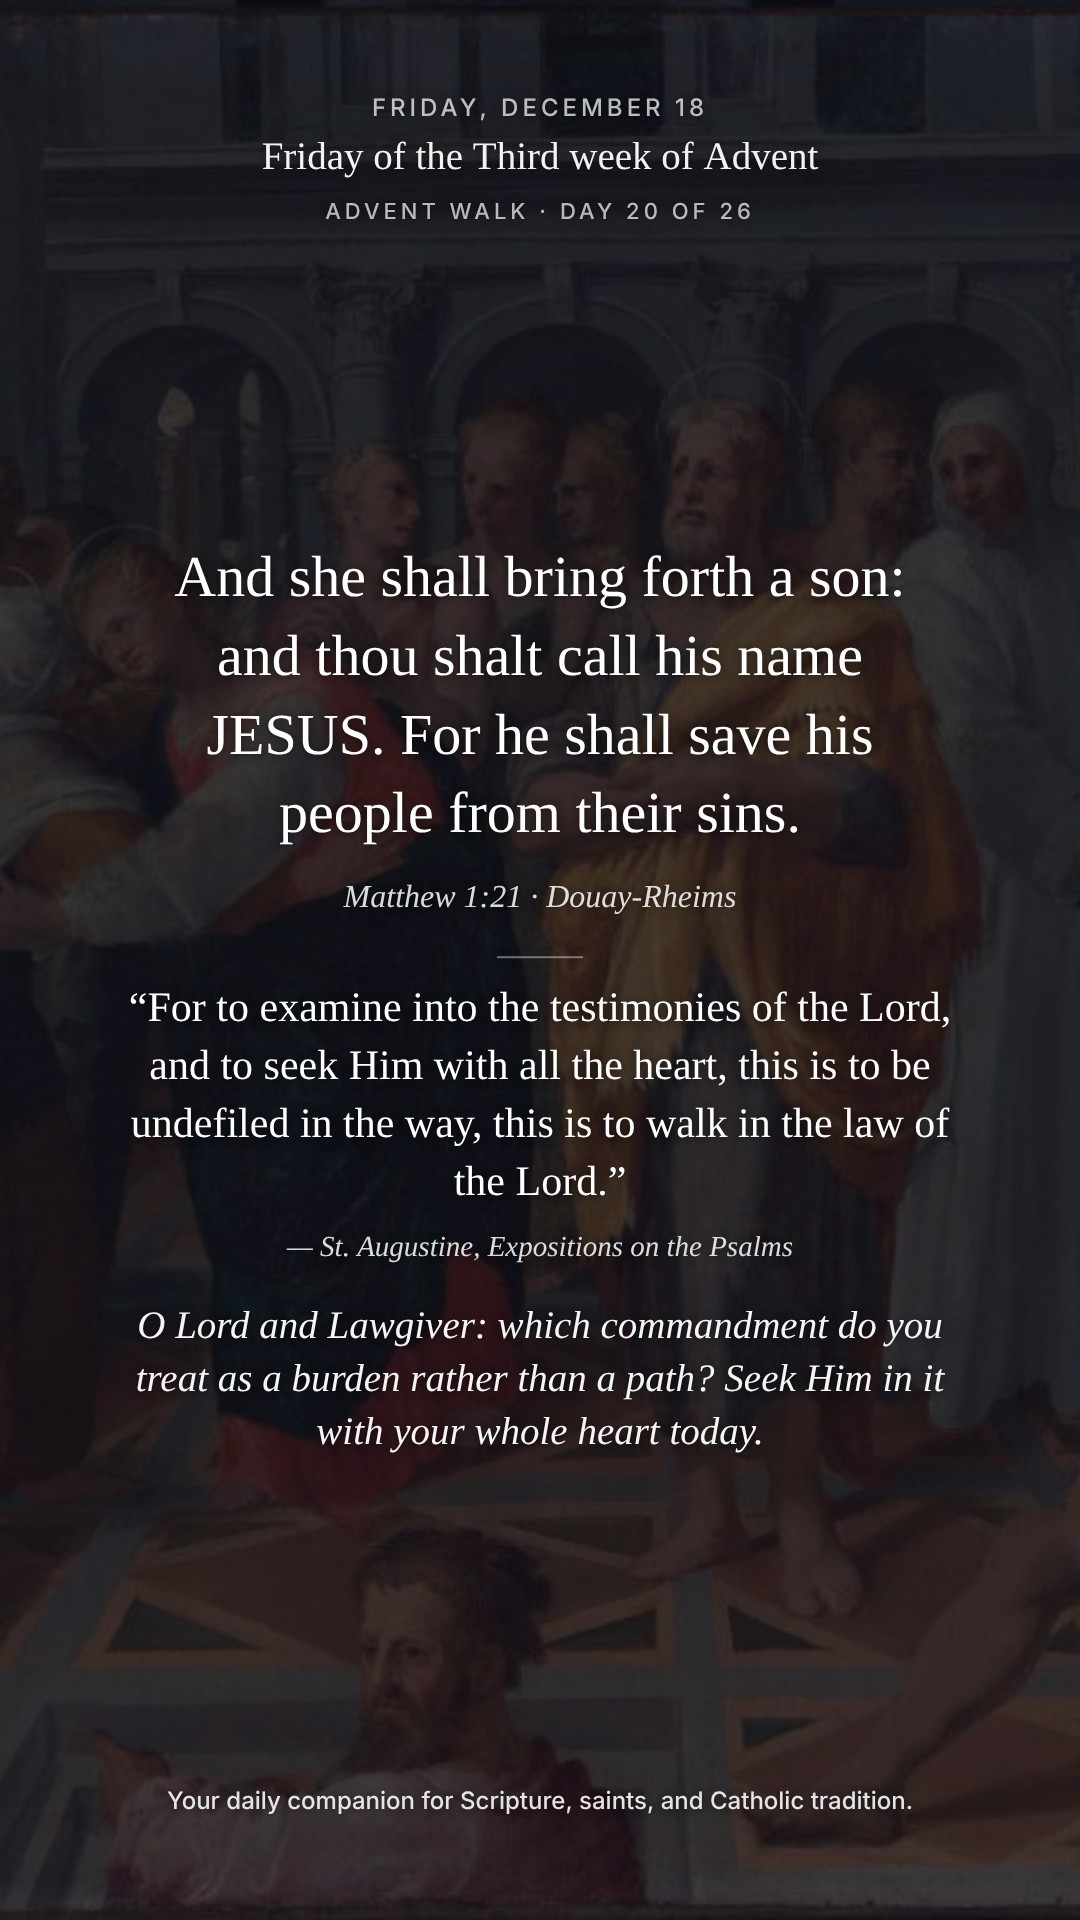 FRIDAY, DECEMBER 18
Friday of the Third week of Advent
ADVENT WALK · DAY 20 OF 26
And she shall bring forth a son:
and thou shalt call his name
JESUS. For he shall save his
people from their sins.
Matthew 1:21 · Douay-Rheims
“For to examine into the testimonies of the Lord,
and to seek Him with all the heart, this is to be
undefiled in the way, this is to walk in the law of
the Lord.”
— St. Augustine, Expositions on the Psalms
O Lord and Lawgiver: which commandment do you
treat as a burden rather than a path? Seek Him in it
with your whole heart today.
Your daily companion for Scripture, saints, and Catholic tradition.